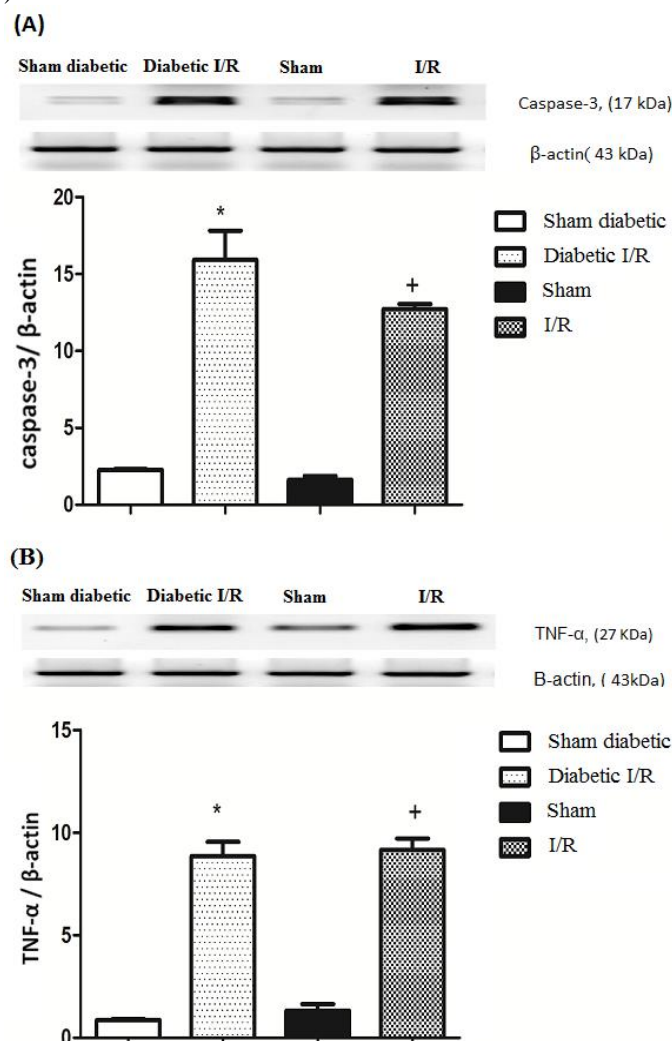 (A)
Sham diabetic Diabetic I/R Sham I/R
Caspase-3, (17 kDa)
β-actin( 43 kDa)
20
15
10
5
0
caspase-3/ β-actin
*
+
Sham diabetic
Diabetic I/R
Sham
I/R
(B)
Sham diabetic Diabetic I/R Sham I/R
TNF-α, (27 KDa)
B-actin, ( 43kDa)
15
10
5
0
TNF-α / β-actin
*
+
Sham diabetic
Diabetic I/R
Sham
I/R